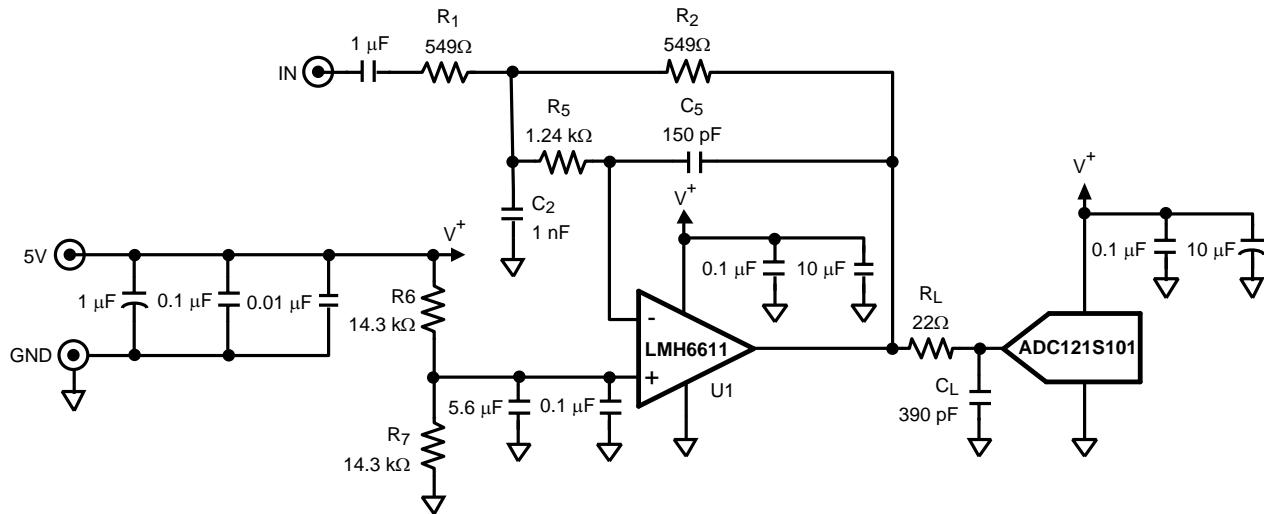 R1
549Ω
1 µF
IN
R2
549Ω
R5
1.24 kΩ
C5
150 pF
C2
1 nF
V+
0.1 µF
10 µF
V+
0.1 µF
10 µF
5V
V+
1 µF
0.1 µF
0.01 µF
GND
R6
14.3 kΩ
R7
14.3 kΩ
5.6 µF
0.1 µF
-
+
LMH6611
U1
RL
22Ω
CL
390 pF
ADC121S101